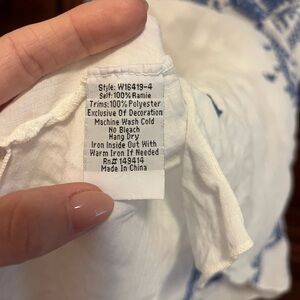 Style: W16419-4
Self: 100% Ramie
Trims: 100% Polyester
Exclusive Of Decoration
Machine Wash Cold
No Bleach
Hang Dry
Iron Inside Out With
Warm Iron If Needed
Rn# 149414
Made In China